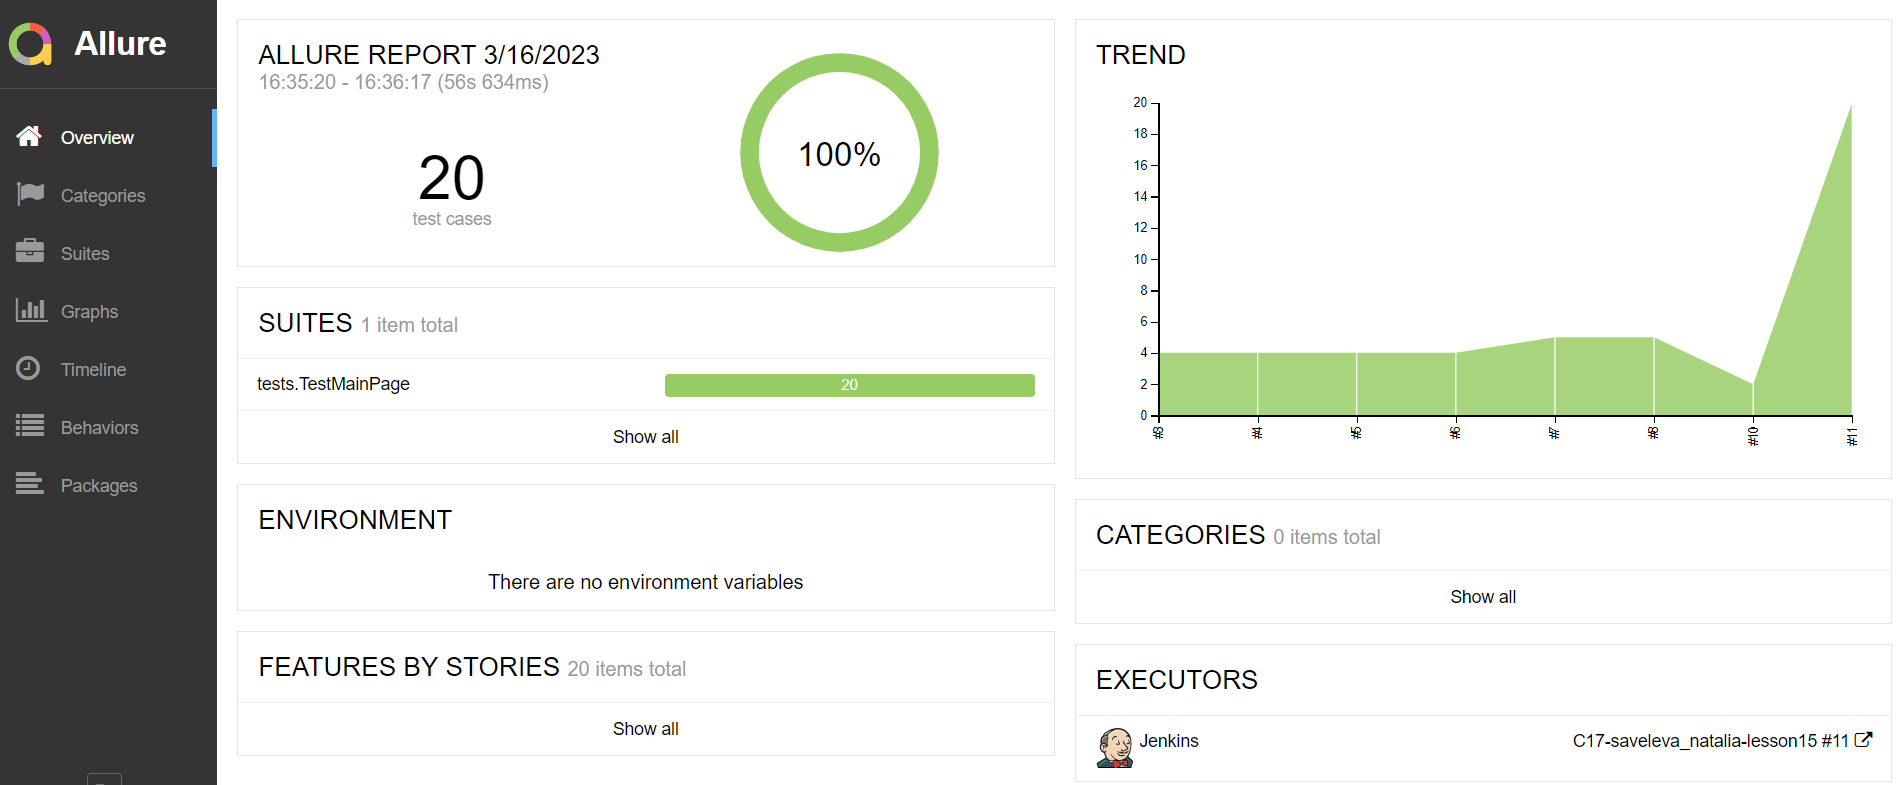 Allure
Overview
Categories
Suites
Graphs
Timeline
Behaviors
Packages
ALLURE REPORT 3/16/2023
16:35:20 - 16:36:17 (56s 634ms)
20
test cases
100%
SUITES 1 item total
tests.TestMainPage 20
Show all
ENVIRONMENT
There are no environment variables
FEATURES BY STORIES 20 items total
Show all
TREND
20
18
16
14
12
10
8
6
4
2
0
#3 #4 #5 #6 #7 #8 #10 #11
CATEGORIES 0 items total
Show all
EXECUTORS
Jenkins C17-saveleva_natalia-lesson15 #11